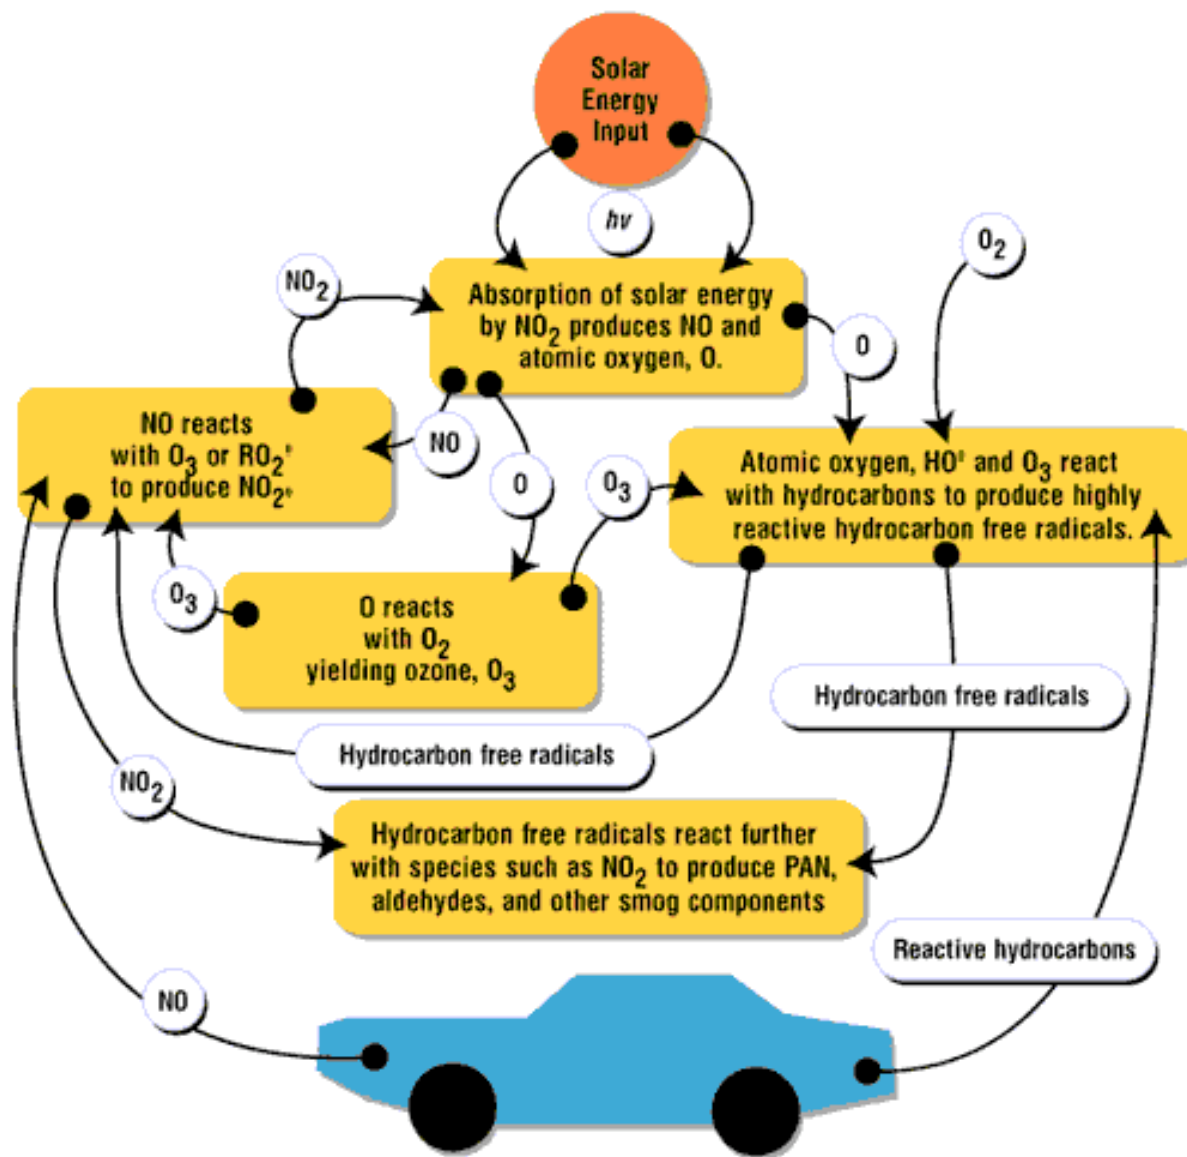 Solar
Energy
Input
hv
O₂
NO₂
Absorption of solar energy
by NO₂ produces NO and
atomic oxygen, O.
O
NO reacts
with O₃ or RO₂•
to produce NO₂.
NO
O
O₃
Atomic oxygen, HO• and O₃ react
with hydrocarbons to produce highly
reactive hydrocarbon free radicals.
O₃
O reacts
with O₂
yielding ozone, O₃
Hydrocarbon free radicals
Hydrocarbon free radicals
NO₂
Hydrocarbon free radicals react further
with species such as NO₂ to produce PAN,
aldehydes, and other smog components
Reactive hydrocarbons
NO